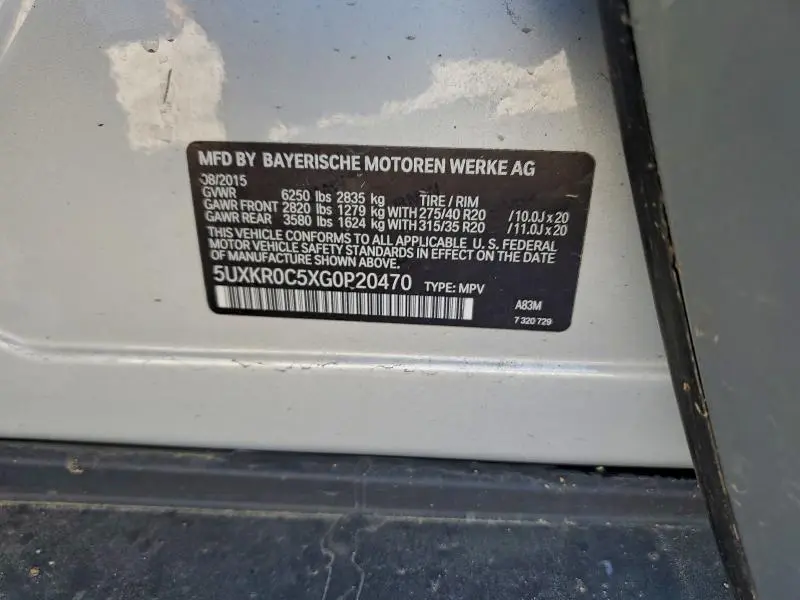 MFD BY BAYERISCHE MOTOREN WERKE AG
08/2015
GVWR 6250 lbs 2835 kg TIRE / RIM
GAWR FRONT 2820 lbs 1279 kg WITH 275/40 R20 /10.0J x 20
GAWR REAR 3580 lbs 1624 kg WITH 315/35 R20 /11.0J x 20
THIS VEHICLE CONFORMS TO ALL APPLICABLE U. S. FEDERAL
MOTOR VEHICLE SAFETY STANDARDS IN EFFECT ON THE DATE
OF MANUFACTURE SHOWN ABOVE.
5UXKR0C5XG0P20470 TYPE: MPV
A83M
7 320 729